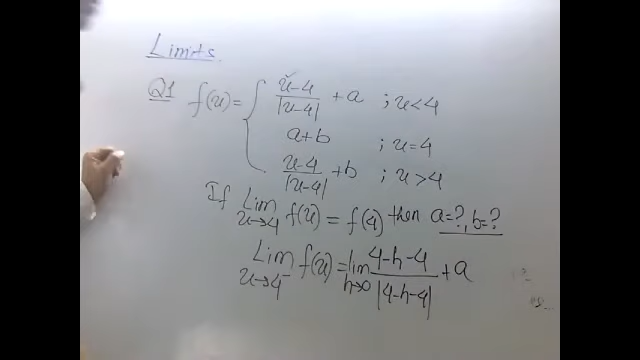 Limits
Q1 f(x) = { x-4/|x-4| + a ; x<4
a+b ; x=4
x-4/|x-4| + b ; x>4
If Lim x→4 f(x) = f(4) then a=?, b=?
Lim x→4⁻ f(x) = lim h→0 4-h-4/|4-h-4| + a